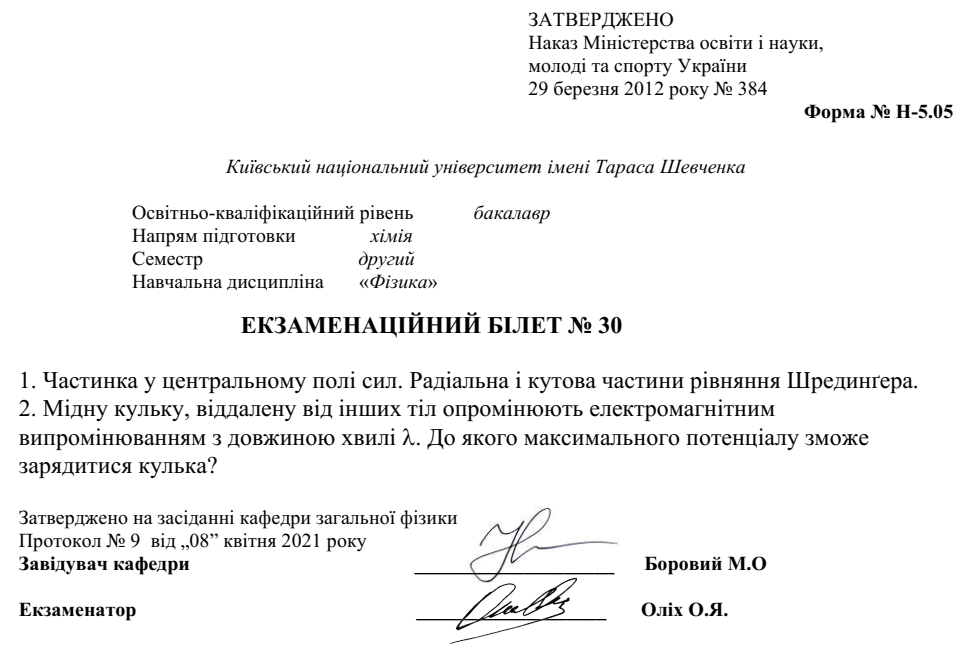 ЗАТВЕРДЖЕНО
Наказ Міністерства освіти і науки,
молоді та спорту України
29 березня 2012 року № 384
Форма № Н-5.05
Київський національний університет імені Тараса Шевченка
Освітньо-кваліфікаційний рівень бакалавр
Напрям підготовки хімія
Семестр другий
Навчальна дисципліна «Фізика»
ЕКЗАМЕНАЦІЙНИЙ БІЛЕТ № 30
1. Частинка у центральному полі сил. Радіальна і кутова частини рівняння Шредингера.
2. Мідну кульку, віддалену від інших тіл опромінюють електромагнітним
випромінюванням з довжиною хвилі λ. До якого максимального потенціалу зможе
зарядитися кулька?
Затверджено на засіданні кафедри загальної фізики
Протокол № 9 від „08” квітня 2021 року
Завідувач кафедри ____________________ Боровий М.О
Екзаменатор ____________________ Оліх О.Я.